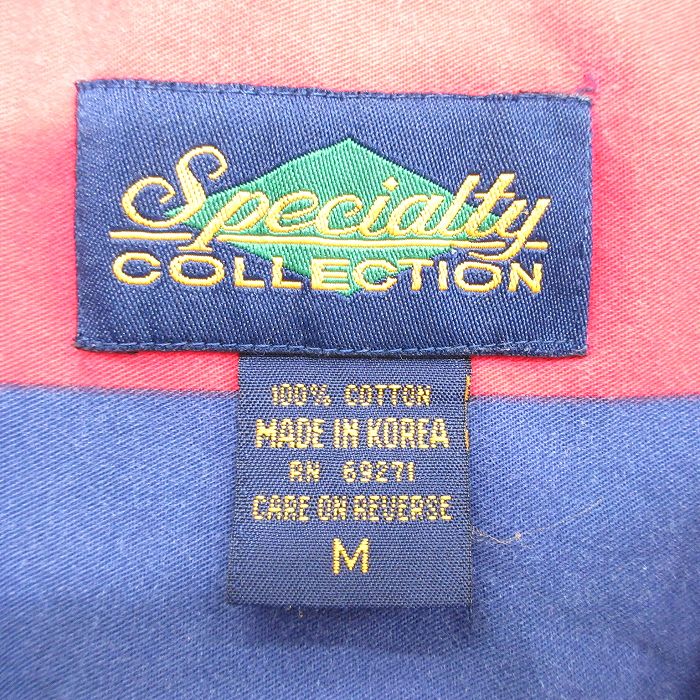 Specialty
COLLECTION
100% COTTON
MADE IN KOREA
RN 69271
CARE ON REVERSE
M